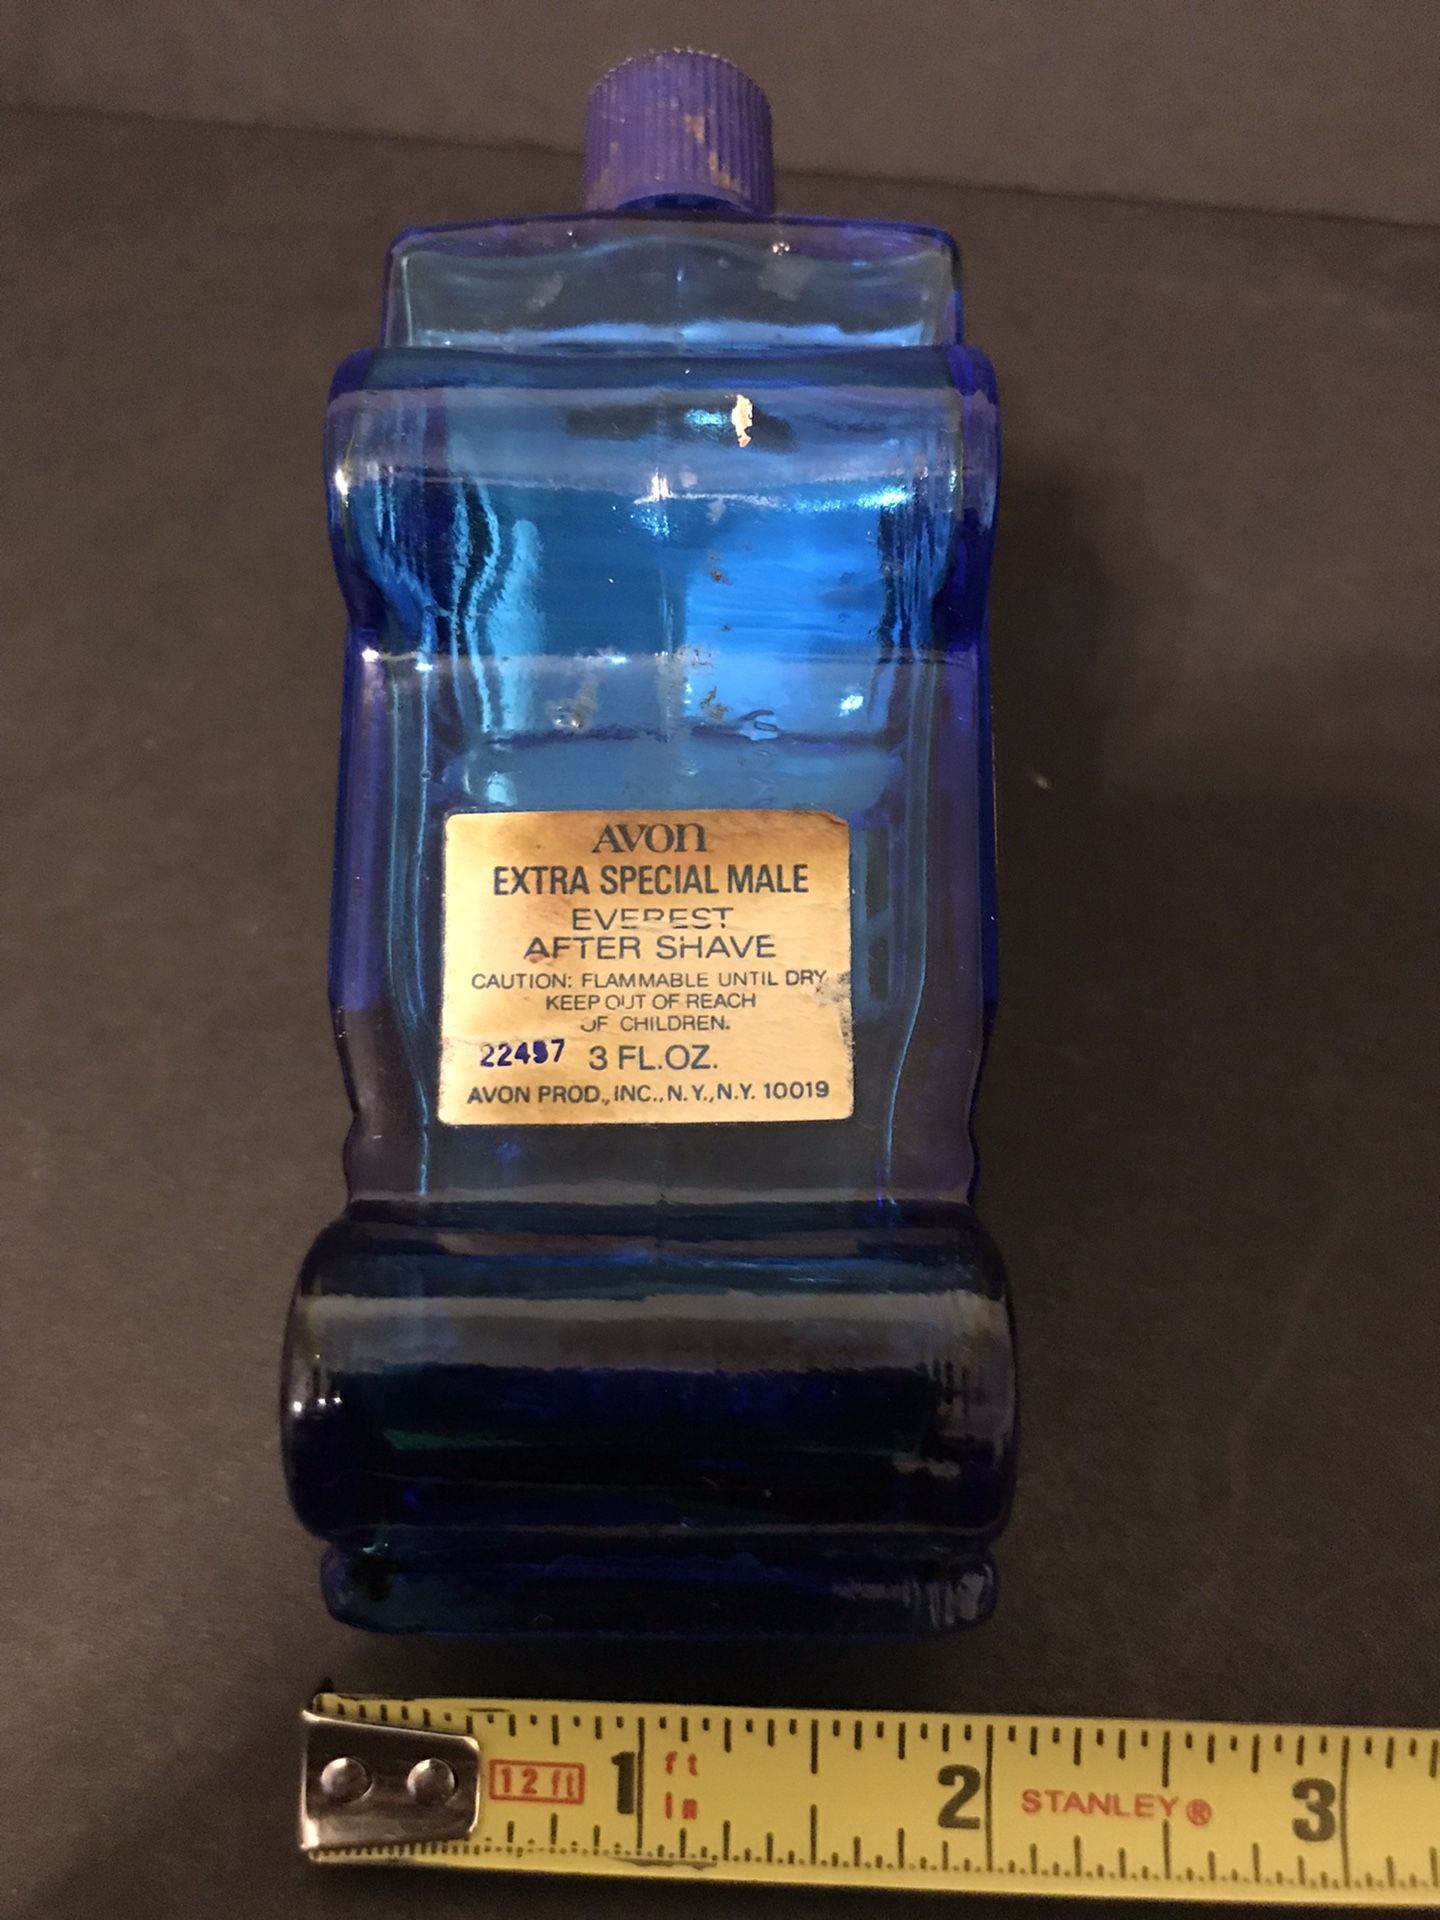 AVON
EXTRA SPECIAL MALE
EVEREST
AFTER SHAVE
CAUTION: FLAMMABLE UNTIL DRY
KEEP OUT OF REACH
OF CHILDREN.
22457 3 FL.OZ.
AVON PROD., INC., N.Y., N.Y. 10019
12 ft 1 ft 2 STANLEY® 3
in